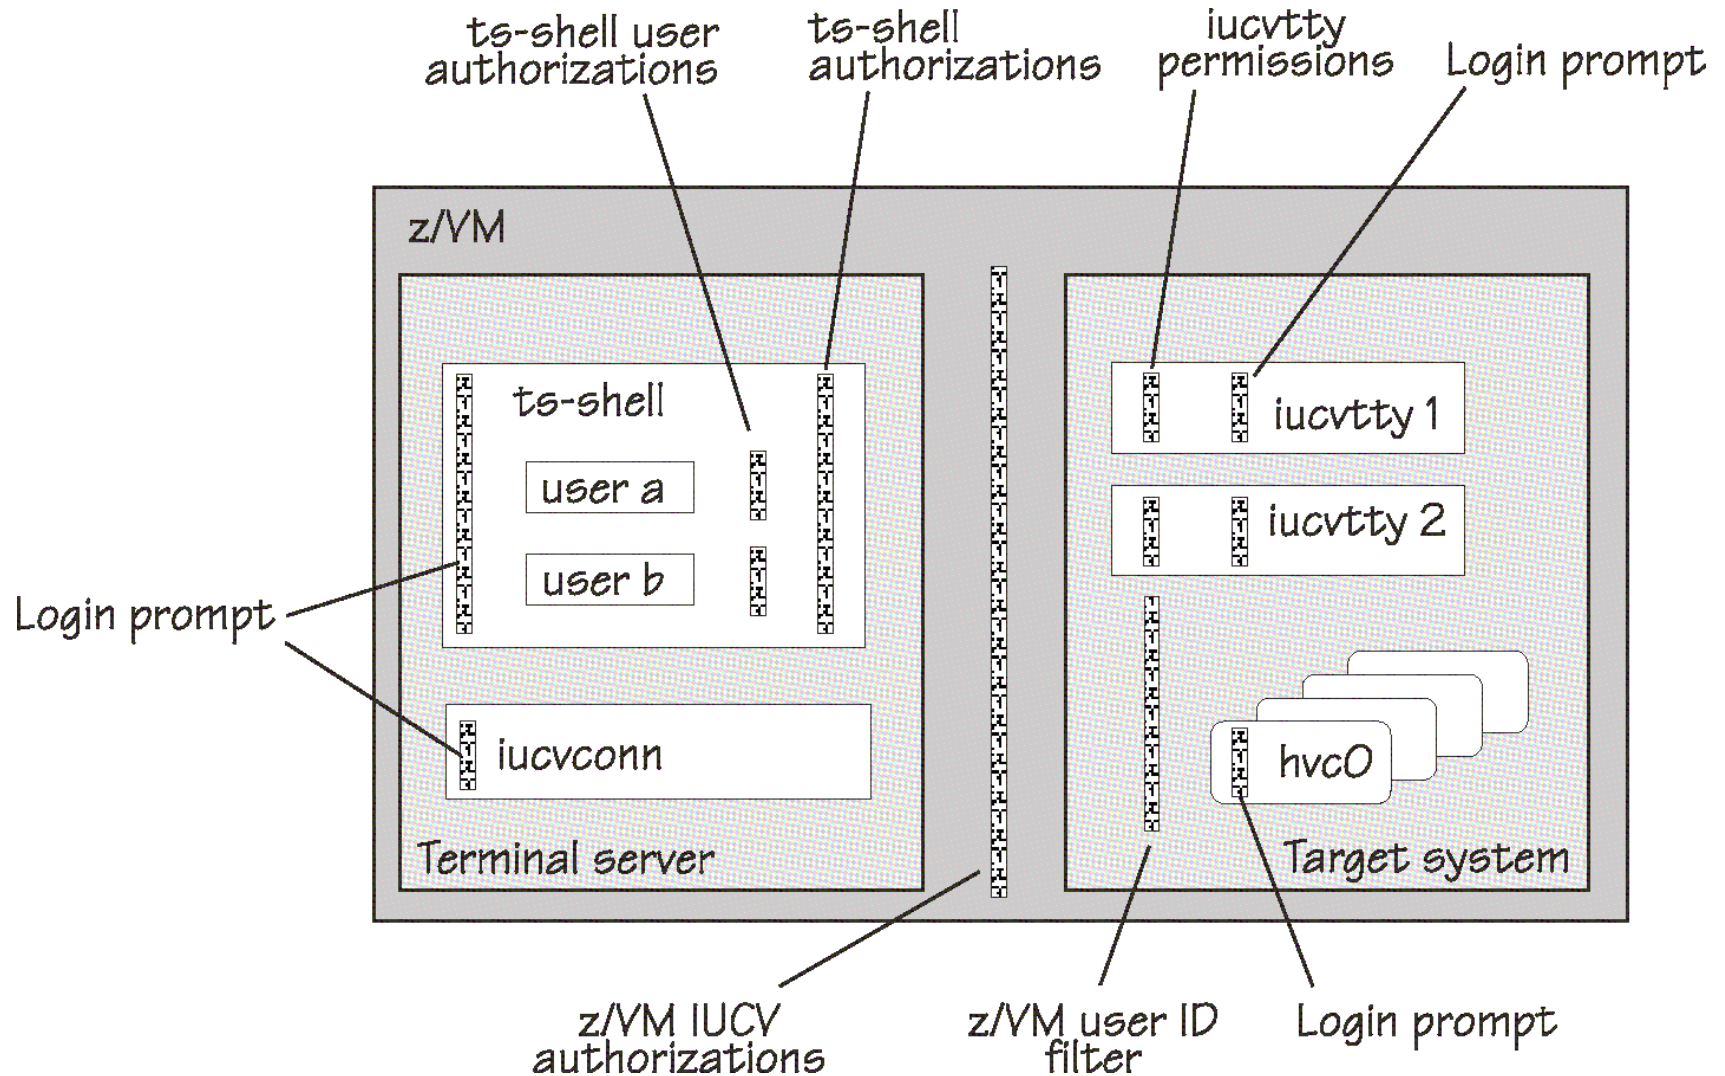 ts-shell user
authorizations
ts-shell
authorizations
iucvtty
permissions
Login prompt
z/VM
ts-shell
user a
user b
iucvtty 1
iucvtty 2
Login prompt
iucvconn
hvc0
Terminal server
Target system
z/VM IUCV
authorizations
z/VM user ID
filter
Login prompt